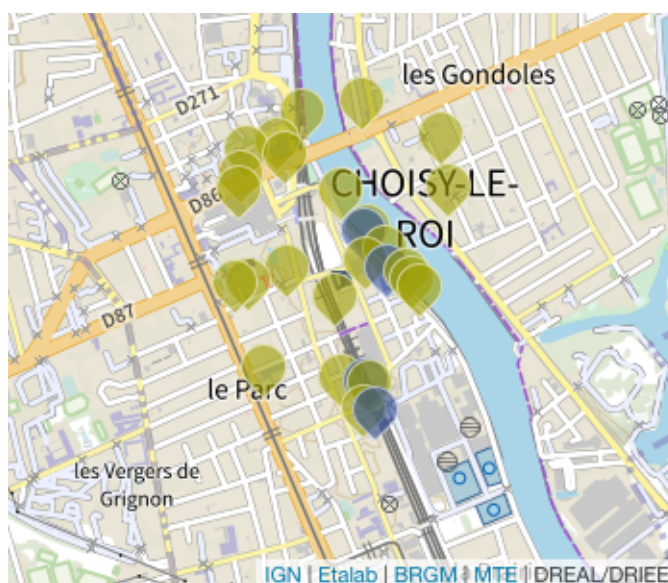 les Gondoles
D271
CHOISY-LE-
ROI
D86
D87
le Parc
les Vergers de
Grignon
IGN | Etalab | BRGM | MTE | DREAL/DRIEE